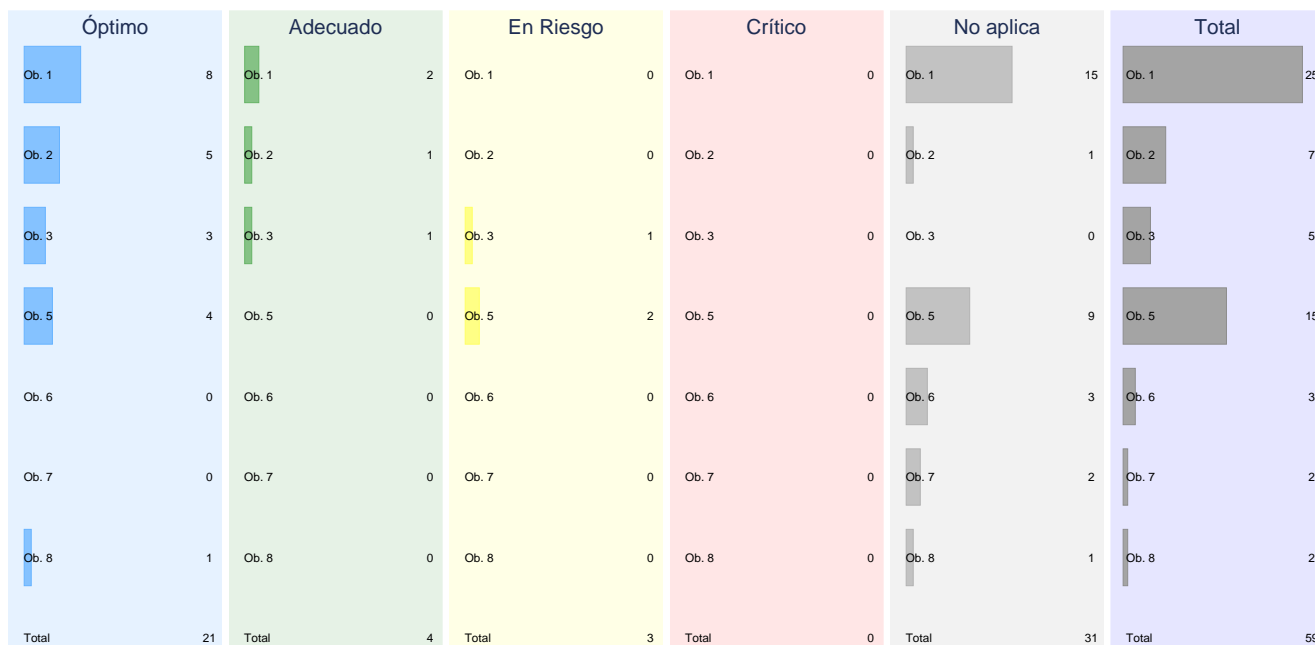 Óptimo Adecuado En Riesgo Crítico No aplica Total
Ob. 1 8 Ob. 1 2 Ob. 1 0 Ob. 1 0 Ob. 1 15 Ob. 1 25
Ob. 2 5 Ob. 2 1 Ob. 2 0 Ob. 2 0 Ob. 2 1 Ob. 2 7
Ob. 3 3 Ob. 3 1 Ob. 3 1 Ob. 3 0 Ob. 3 0 Ob. 3 5
Ob. 5 4 Ob. 5 0 Ob. 5 2 Ob. 5 0 Ob. 5 9 Ob. 5 15
Ob. 6 0 Ob. 6 0 Ob. 6 0 Ob. 6 0 Ob. 6 3 Ob. 6 3
Ob. 7 0 Ob. 7 0 Ob. 7 0 Ob. 7 0 Ob. 7 2 Ob. 7 2
Ob. 8 1 Ob. 8 0 Ob. 8 0 Ob. 8 0 Ob. 8 1 Ob. 8 2
Total 21 Total 4 Total 3 Total 0 Total 31 Total 59